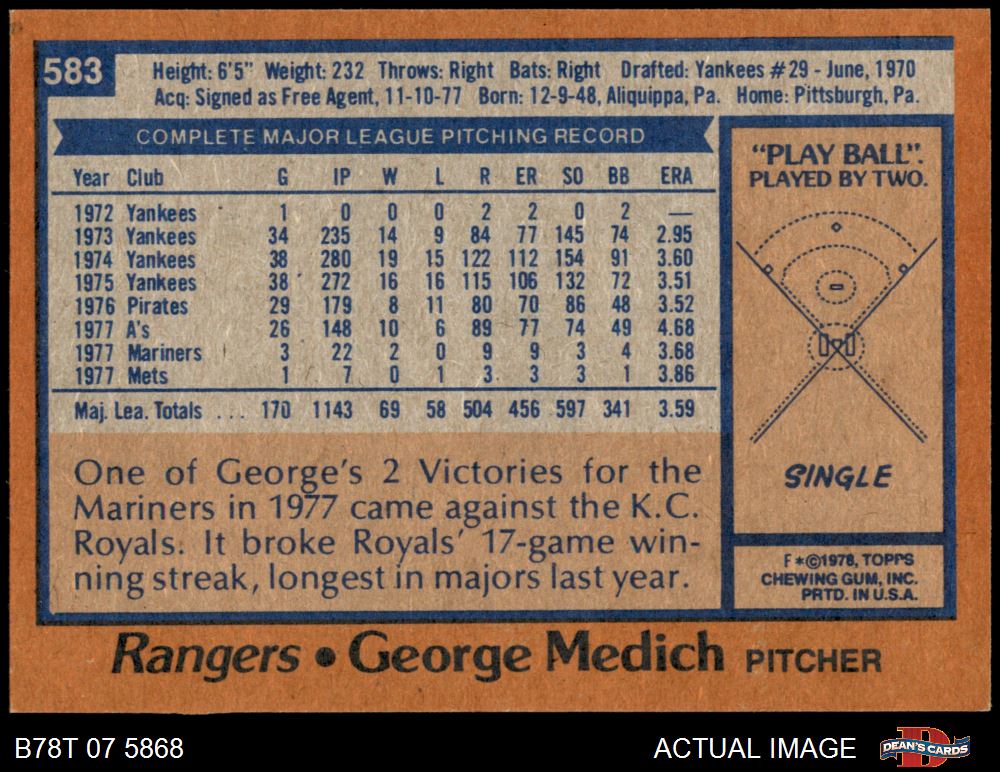 583
Height: 6'5" Weight: 232 Throws: Right Bats: Right Drafted: Yankees #29 - June, 1970
Acq: Signed as Free Agent, 11-10-77 Born: 12-9-48, Aliquippa, Pa. Home: Pittsburgh, Pa.
COMPLETE MAJOR LEAGUE PITCHING RECORD
Year Club G IP W L R ER SO BB ERA
1972 Yankees 1 0 0 0 2 2 0 2 —
1973 Yankees 34 235 14 9 84 77 145 74 2.95
1974 Yankees 38 280 19 15 122 112 154 91 3.60
1975 Yankees 38 272 16 16 115 106 132 72 3.51
1976 Pirates 29 179 8 11 80 70 86 48 3.52
1977 A's 26 148 10 6 89 77 74 49 4.68
1977 Mariners 3 22 2 0 9 9 3 4 3.68
1977 Mets 1 7 0 1 3 3 3 1 3.86
Maj. Lea. Totals ... 170 1143 69 58 504 456 597 341 3.59
One of George's 2 Victories for the
Mariners in 1977 came against the K.C.
Royals. It broke Royals' 17-game win-
ning streak, longest in majors last year.
"PLAY BALL".
PLAYED BY TWO.
SINGLE
F*©1978, TOPPS
CHEWING GUM, INC.
PRTD. IN U.S.A.
Rangers • George Medich PITCHER
B78T 07 5868
ACTUAL IMAGE
D
DEAN'S CARDS